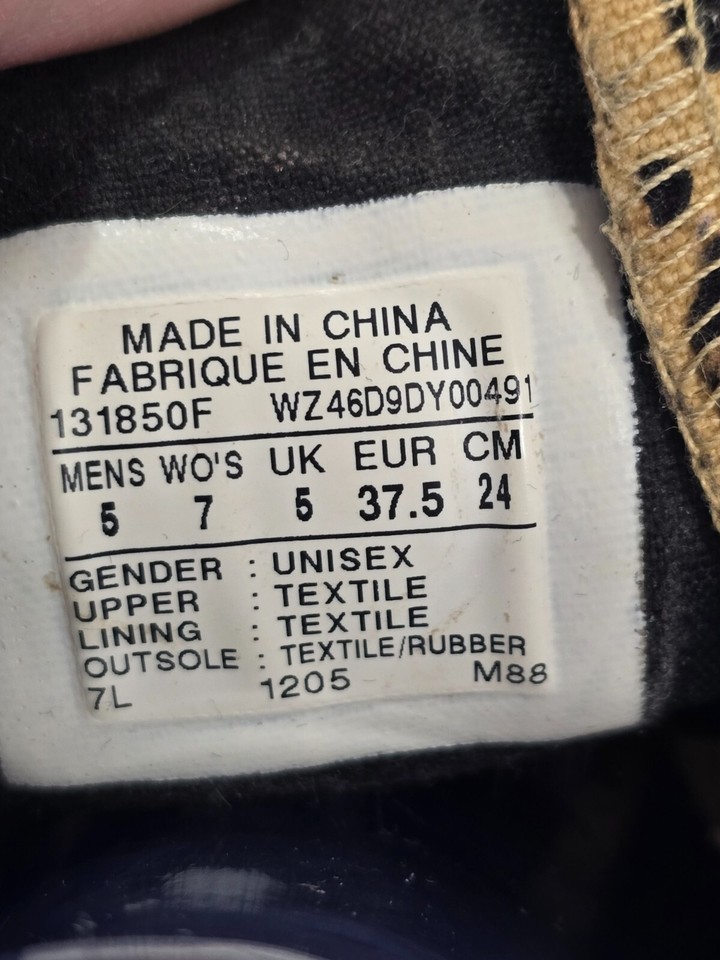 MADE IN CHINA
FABRIQUE EN CHINE
131850F WZ46D9DY00491
MENS WO'S UK EUR CM
5 7 5 37.5 24
GENDER : UNISEX
UPPER : TEXTILE
LINING : TEXTILE
OUTSOLE : TEXTILE/RUBBER
7L 1205 M88